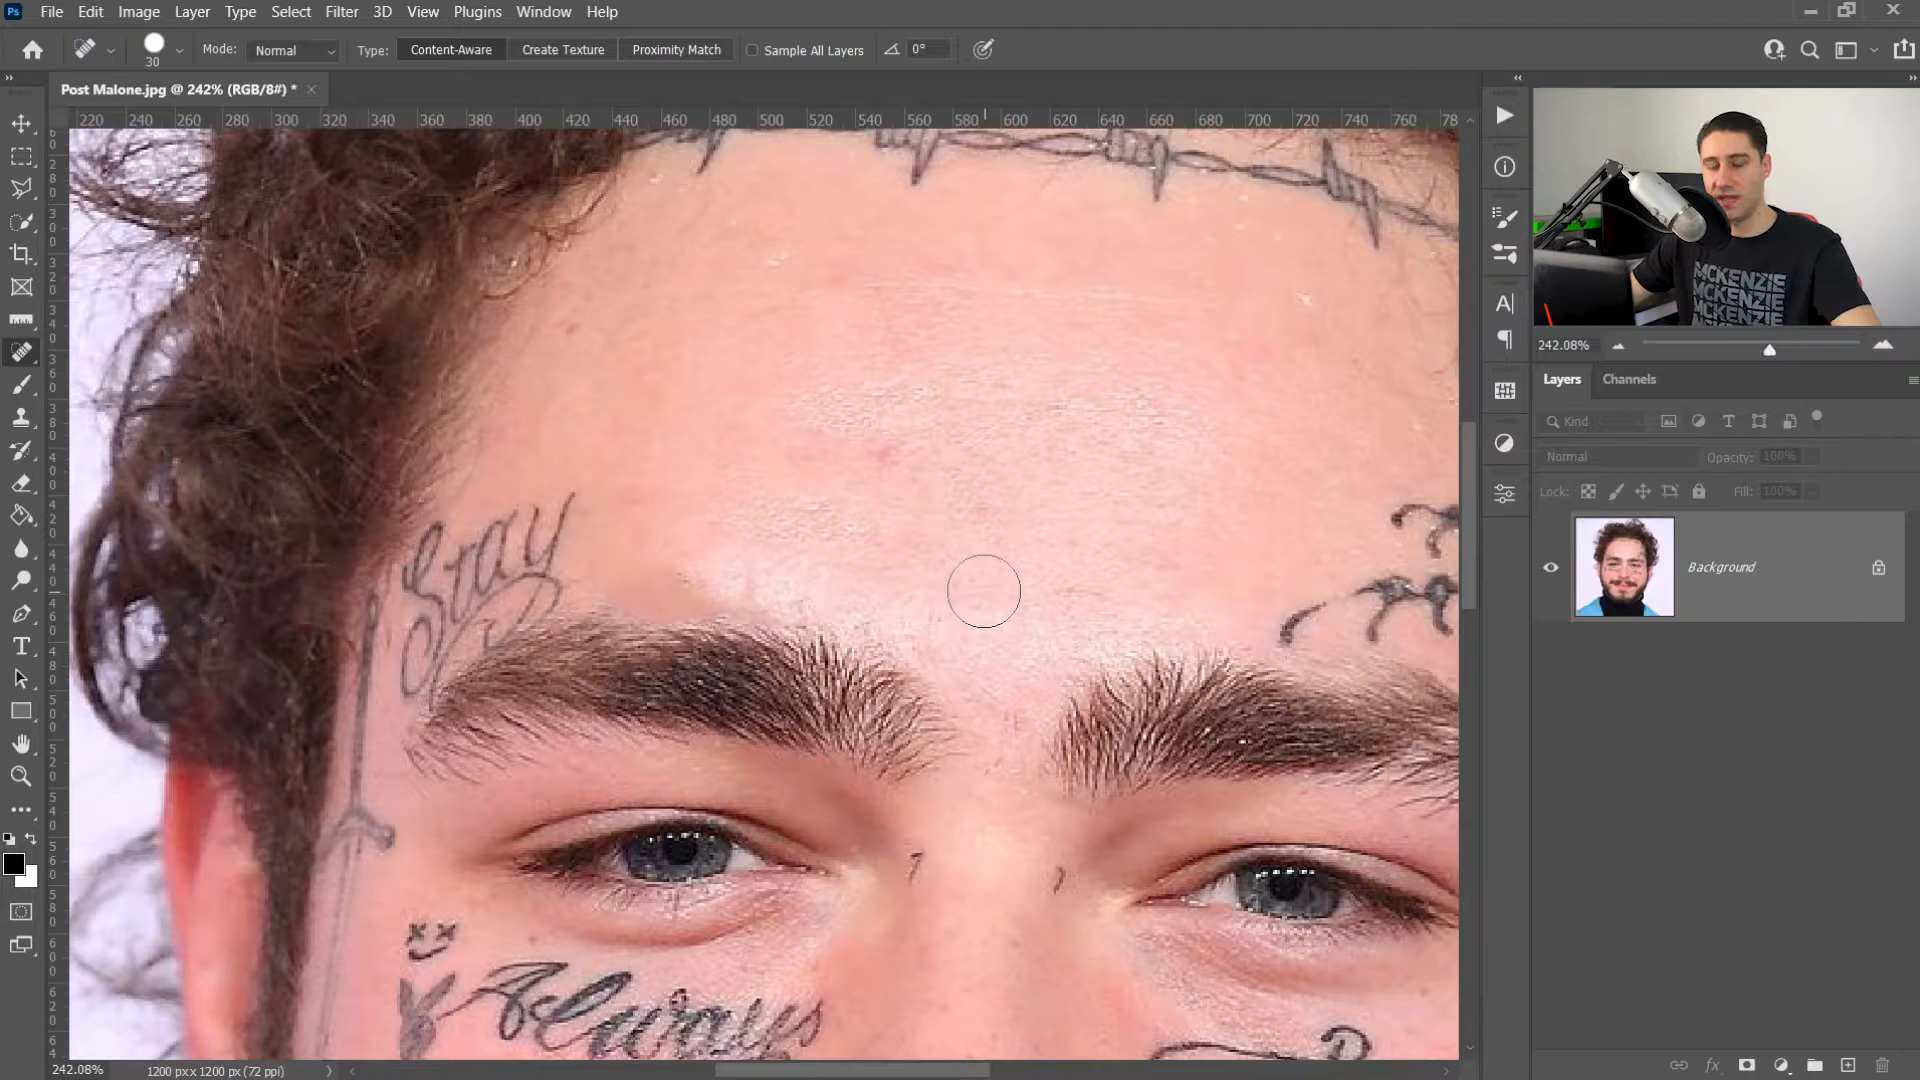 Ps File Edit Image Layer Type Select Filter 3D View Plugins Window Help
30 Mode: Normal Type: Content-Aware Create Texture Proximity Match Sample All Layers 0°
Post Malone.jpg @ 242% (RGB/8#) * ×
220 240 260 280 300 320 340 360 380 400 420 440 460 480 500 520 540 560 580 600 620 640 660 680 700 720 740 760 78
MCKENZIE
MCKENZIE
MCKENZIE
242.08%
Layers Channels
Kind
Normal Opacity: 100%
Lock: Fill: 100%
Stay
Background
Always
242.08% 1200 px x 1200 px (72 ppi)